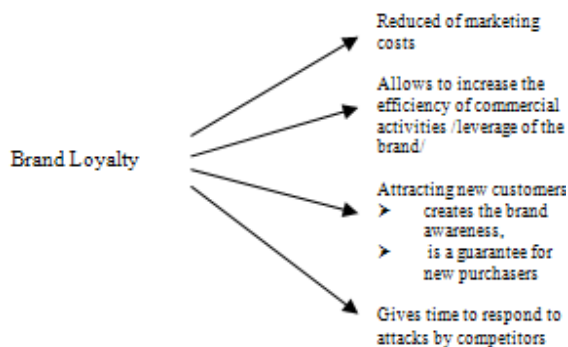 Reduced of marketing
costs
Allows to increase the
efficiency of commercial
activities /leverage of the
brand/
Brand Loyalty
Attracting new customers
➤ creates the brand
awareness,
➤ is a guarantee for
new purchasers
Gives time to respond to
attacks by competitors